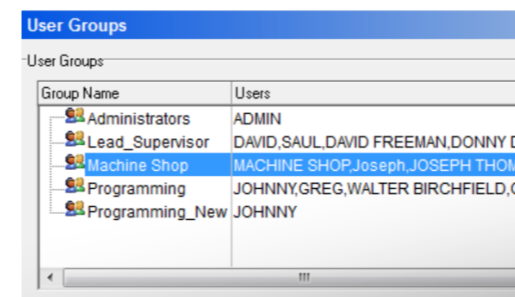 User Groups
User Groups
Group Name Users
Administrators ADMIN
Lead_Supervisor DAVID,SAUL,DAVID FREEMAN,DONNY
Machine Shop MACHINE SHOP,Joseph,JOSEPH THOM
Programming JOHNNY,GREG,WALTER BIRCHFIELD,
Programming_New JOHNNY